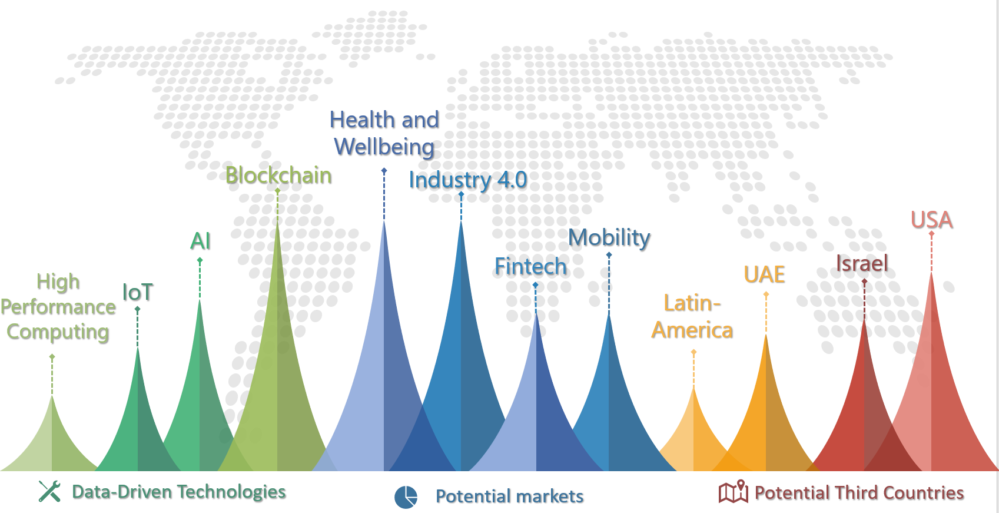 High
Performance
Computing
IoT
AI
Blockchain
Health and
Wellbeing
Industry 4.0
Fintech
Mobility
Latin-
America
UAE
Israel
USA
Data-Driven Technologies
Potential markets
Potential Third Countries